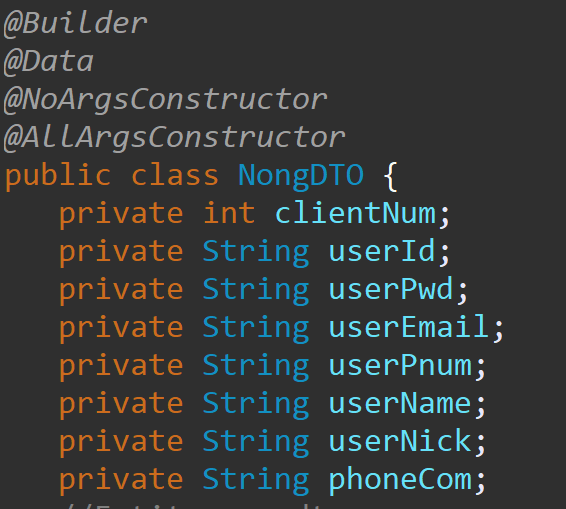 @Builder
@Data
@NoArgsConstructor
@AllArgsConstructor
public class NongDTO {
private int clientNum;
private String userId;
private String userPwd;
private String userEmail;
private String userPnum;
private String userName;
private String userNick;
private String phoneCom;